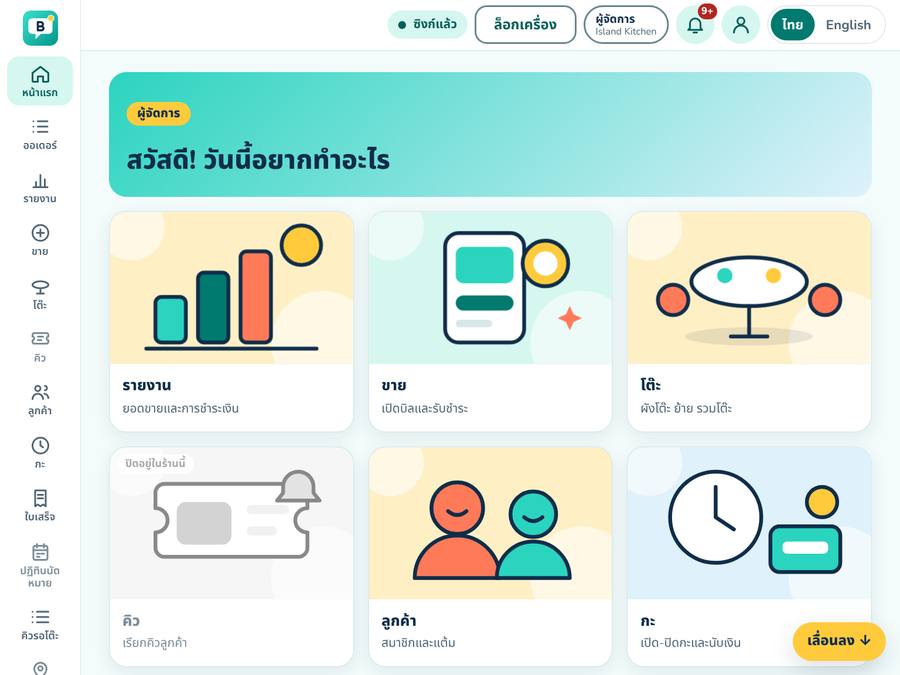 B
ซิงก์แล้ว
ล็อกเครื่อง
ผู้จัดการ
Island Kitchen
9+
ไทย
English
หน้าแรก
ออเดอร์
รายงาน
ขาย
โต๊ะ
คิว
ลูกค้า
กะ
ใบเสร็จ
ปฏิทินนัด
หมาย
คิวรอโต๊ะ
ผู้จัดการ
สวัสดี! วันนี้อยากทำอะไร
รายงาน
ยอดขายและการชำระเงิน
ขาย
เปิดบิลและรับชำระ
โต๊ะ
ผังโต๊ะ ย้าย รวมโต๊ะ
ปิดอยู่ในร้านนี้
คิว
เรียกคิวลูกค้า
ลูกค้า
สมาชิกและแต้ม
กะ
เปิด-ปิดกะและนับเงิน
เลื่อนลง